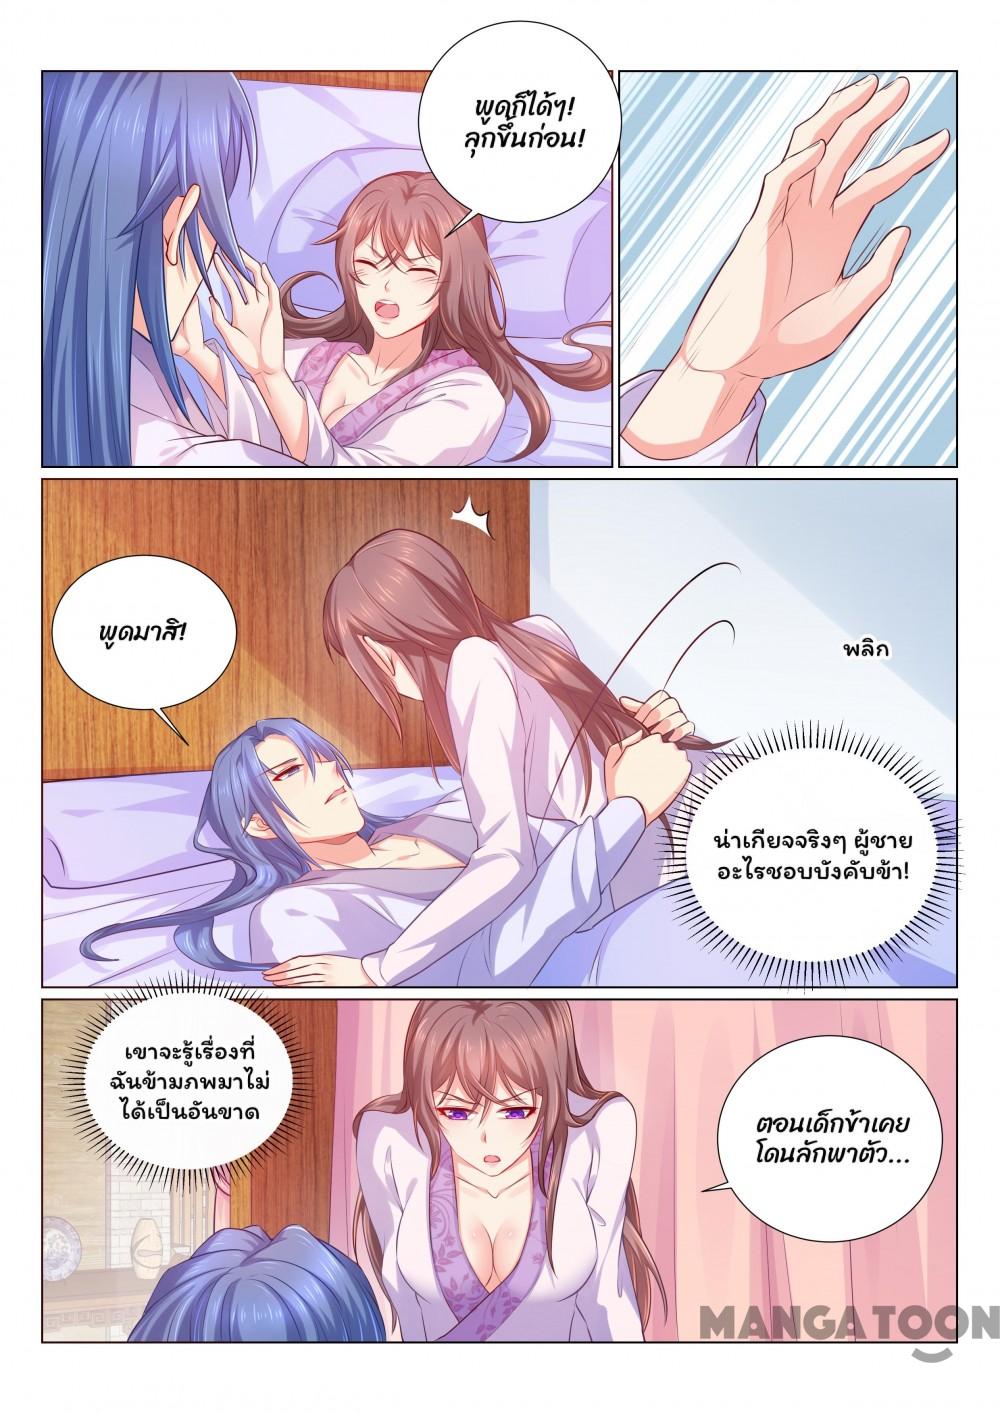 พูดก็ได้ๆ!
ลุกขึ้นก่อน!
พูดมาสิ!
พลิก
น่าเกียจจริงๆ ผู้ชาย
อะไรชอบบังคับข้า!
เขาจะรู้เรื่องที่
ฉันข้ามภพมาไม่
ได้เป็นอันขาด
ตอนเด็กข้าเคย
โดนลักพาตัว...
MANGATOON